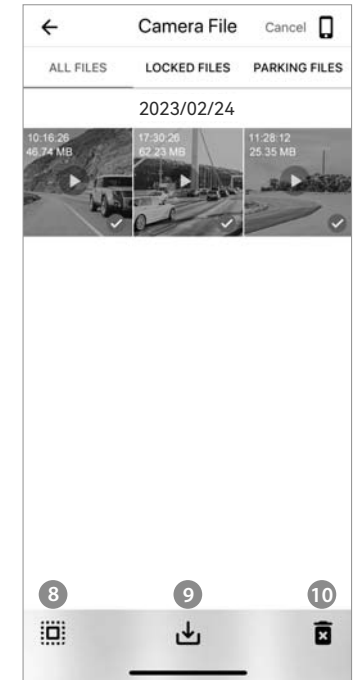 Camera File Cancel
ALL FILES LOCKED FILES PARKING FILES
2023/02/24
10:16:26 17:30:26 11:28:12
46.74 MB 62.23 MB 25.35 MB
8 9 10